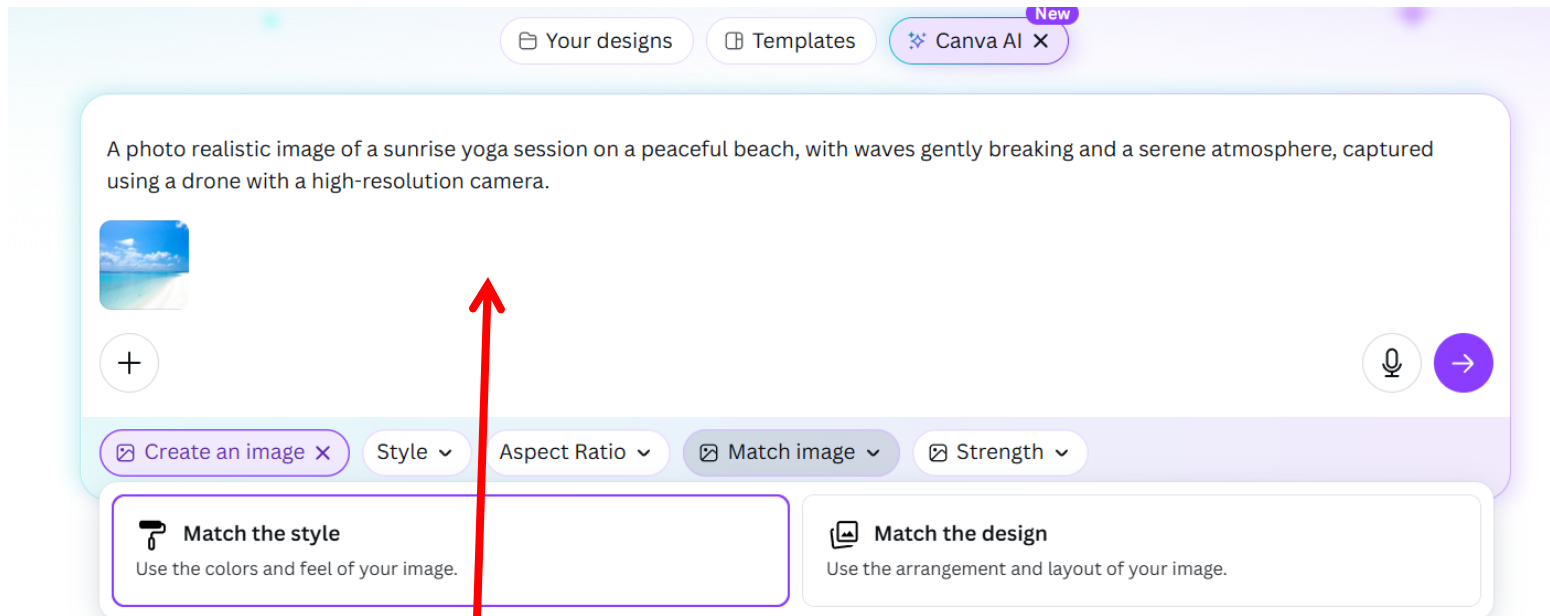 New
Your designs
Templates
Canva AI
A photo realistic image of a sunrise yoga session on a peaceful beach, with waves gently breaking and a serene atmosphere, captured
using a drone with a high-resolution camera.
Create an image
Style
Aspect Ratio
Match image
Strength
Match the style
Use the colors and feel of your image.
Match the design
Use the arrangement and layout of your image.